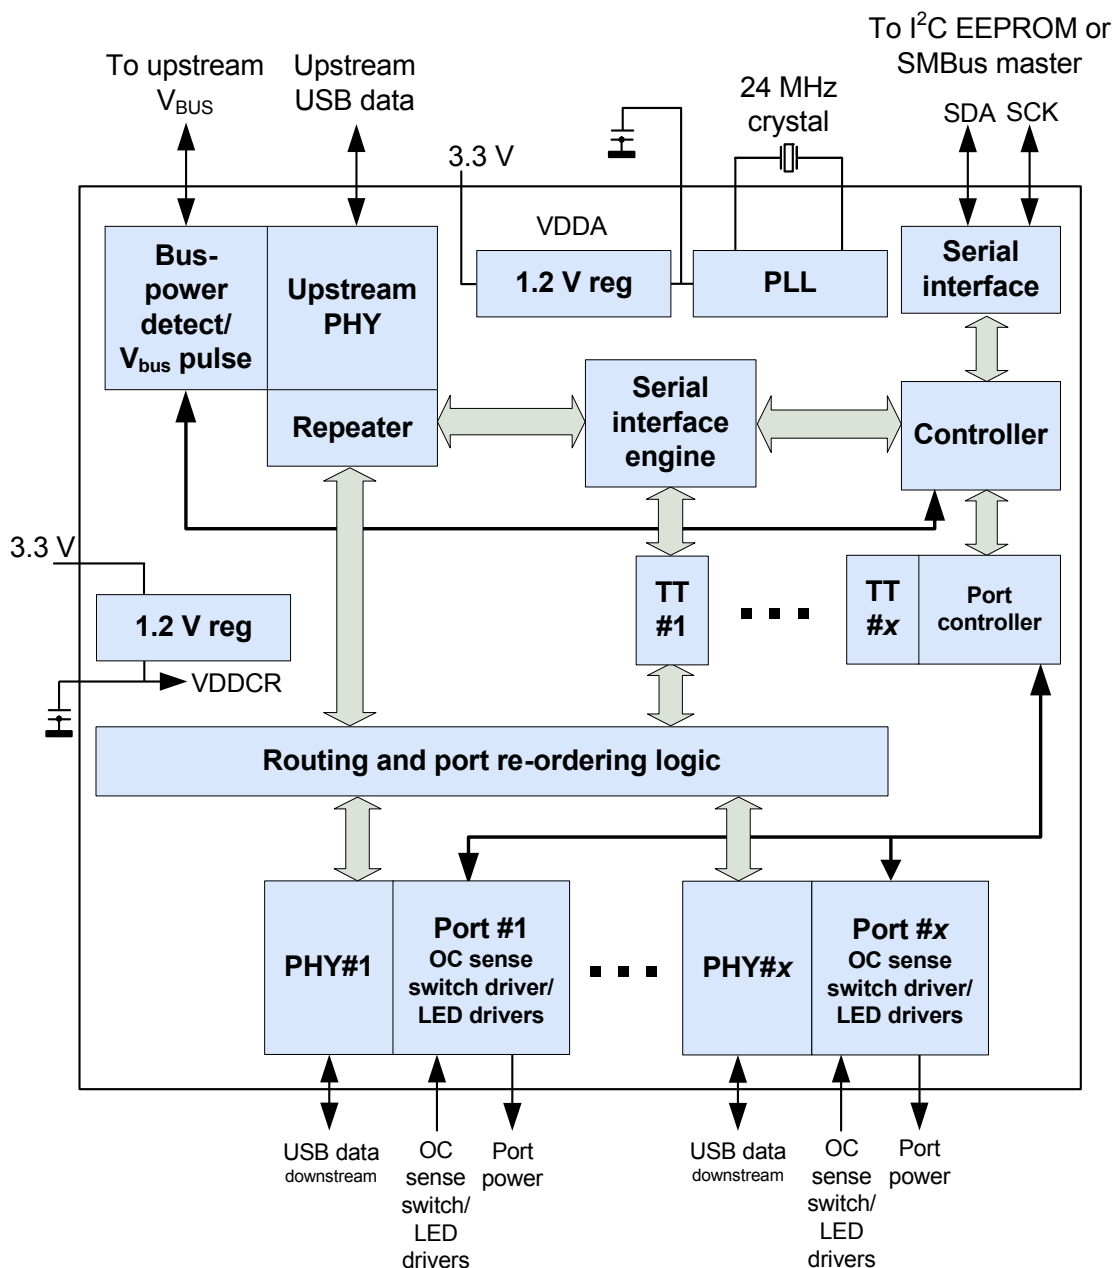 To I²C EEPROM or
SMBus master
To upstream
V_BUS
Upstream
USB data
24 MHz
crystal
SDA
SCK
3.3 V
Bus-
power
detect/
V_bus pulse
Upstream
PHY
VDDA
1.2 V reg
PLL
Serial
interface
Repeater
Serial
interface
engine
Controller
3.3 V
1.2 V reg
VDDCR
TT
#1
TT
#x
Port
controller
Routing and port re-ordering logic
PHY#1
Port #1
OC sense
switch driver/
LED drivers
PHY#x
Port #x
OC sense
switch driver/
LED drivers
USB data
downstream
OC
sense
switch/
LED
drivers
Port
power
USB data
downstream
OC
sense
switch/
LED
drivers
Port
power